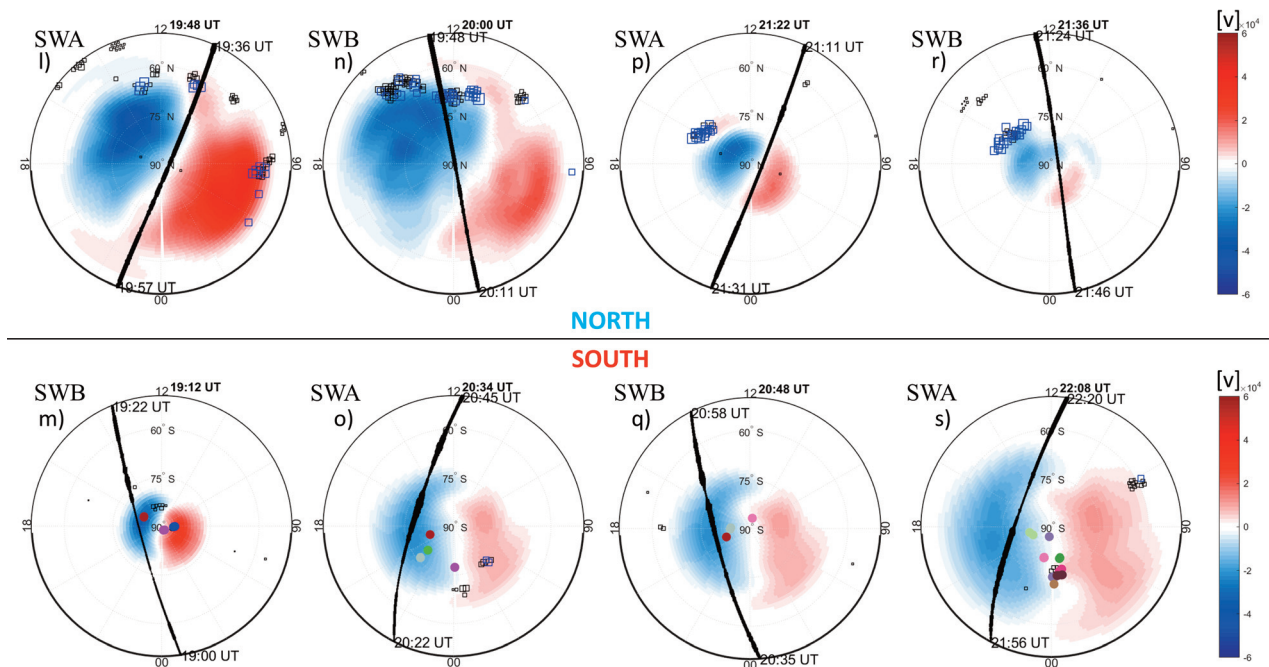 SWA 12 19:48 UT
l) 19:36 UT
60° N
75° N
90° N
18 90
19:57 UT
00
SWB 12 20:00 UT
n) 19:48 UT
60° N
75° N
90° N
18 90
20:11 UT
00
SWA 12 21:22 UT
p) 21:11 UT
60° N
75° N
90° N
18 90
21:31 UT
00
SWB 12 21:36 UT
r) 21:24 UT
60° N
75° N
90° N
18 90
21:46 UT
00
[v]
×10⁴
6
4
2
0
-2
-4
-6
NORTH
SOUTH
SWB 12 19:12 UT
m) 19:22 UT
60° S
75° S
90° S
18 90
19:00 UT
00
SWA 12 20:34 UT
o) 20:45 UT
60° S
75° S
90° S
18 90
20:22 UT
00
SWB 12 20:48 UT
q) 20:58 UT
60° S
75° S
90° S
18 90
20:35 UT
00
SWA 12 22:08 UT
s) 22:20 UT
60° S
75° S
90° S
18 90
21:56 UT
00
[v]
×10⁴
6
4
2
0
-2
-4
-6